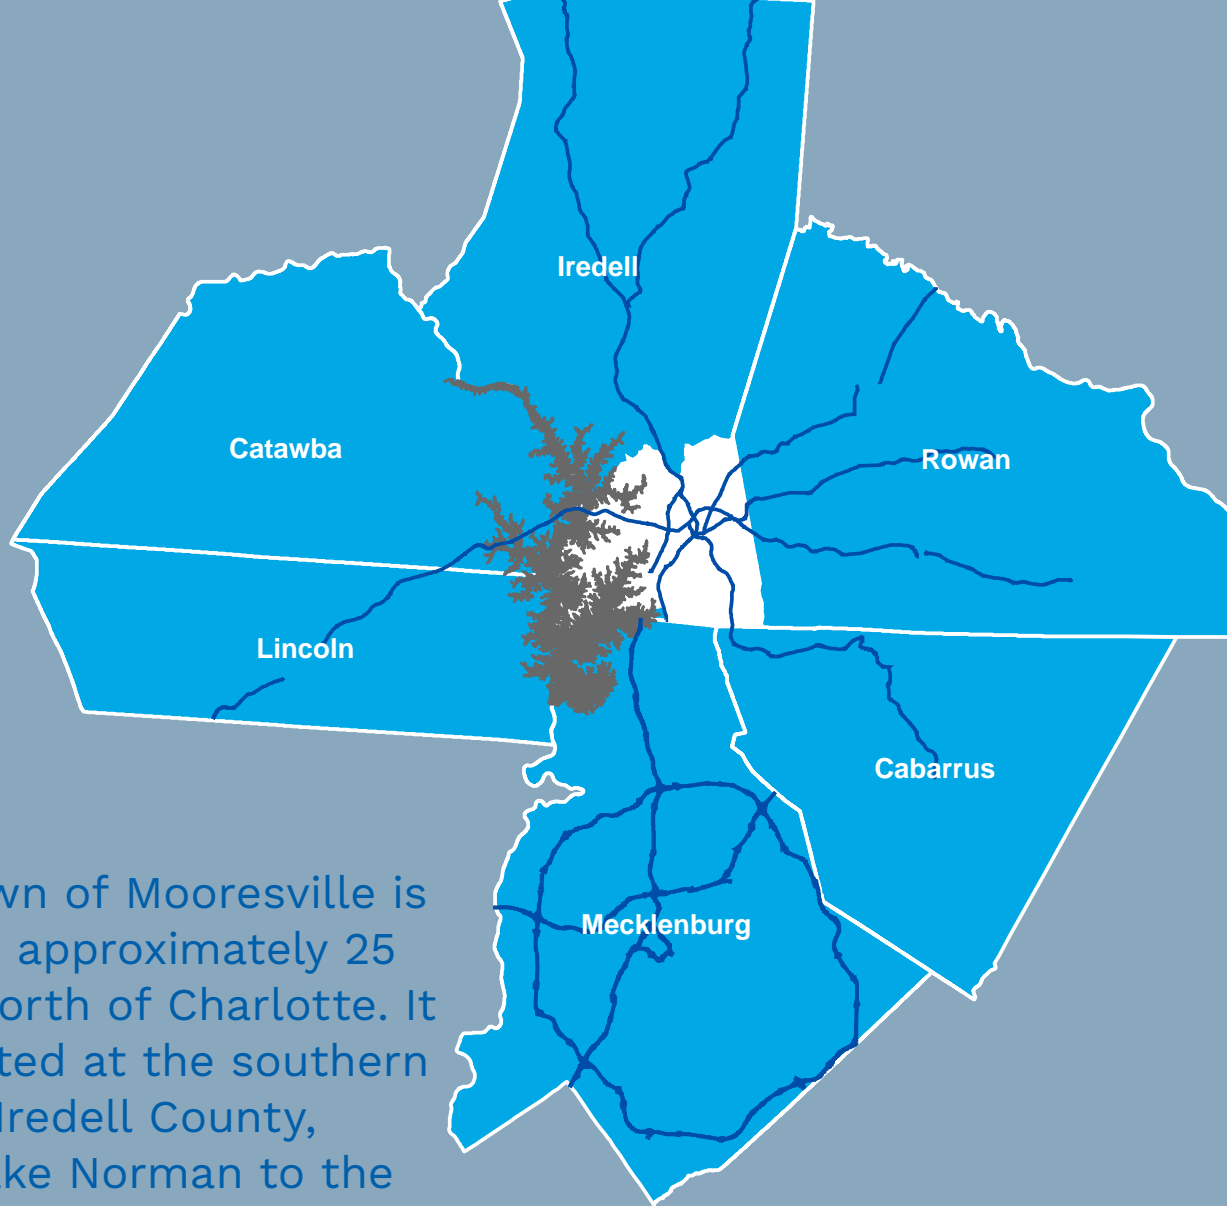 Iredell
Catawba
Rowan
Lincoln
Cabarrus
Mecklenburg
wn of Mooresville is
approximately 25
orth of Charlotte. It
ted at the southern
Iredell County,
ke Norman to the